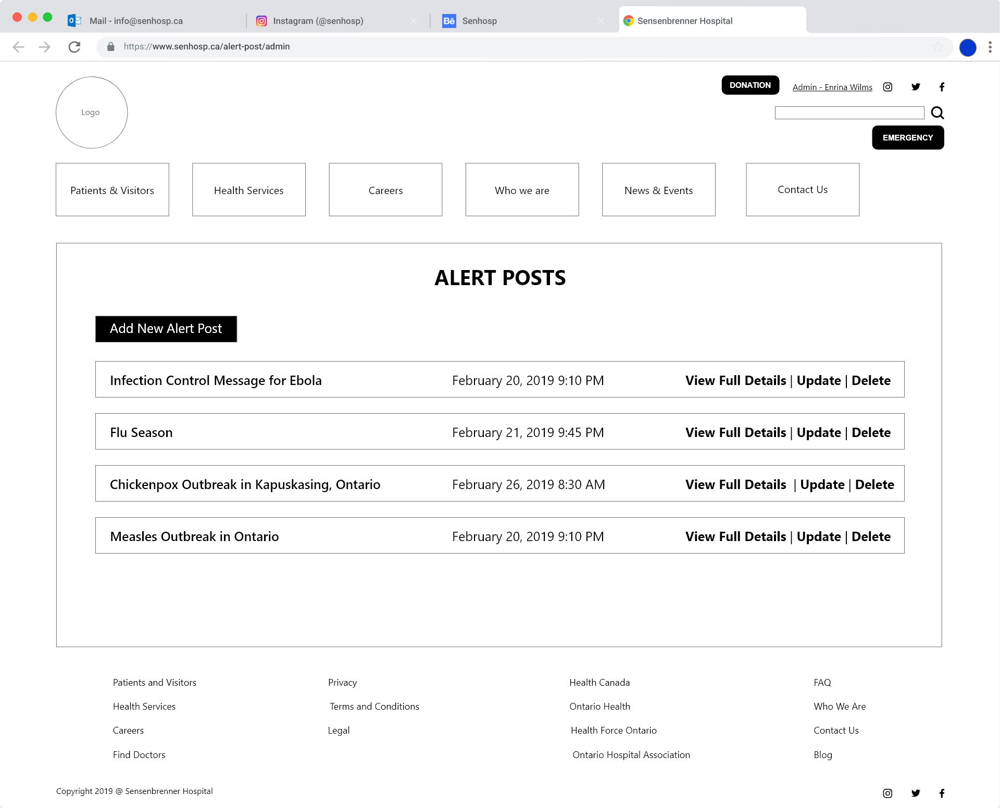 Mail - info@senhosp.ca
Instagram (@senhosp)
Bē Senhosp
Sensenbrenner Hospital
https://www.senhosp.ca/alert-post/admin
DONATION
Admin - Enrina Wilms
Logo
EMERGENCY
Patients & Visitors
Health Services
Careers
Who we are
News & Events
Contact Us
ALERT POSTS
Add New Alert Post
Infection Control Message for Ebola February 20, 2019 9:10 PM View Full Details | Update | Delete
Flu Season February 21, 2019 9:45 PM View Full Details | Update | Delete
Chickenpox Outbreak in Kapuskasing, Ontario February 26, 2019 8:30 AM View Full Details | Update | Delete
Measles Outbreak in Ontario February 20, 2019 9:10 PM View Full Details | Update | Delete
Patients and Visitors
Health Services
Careers
Find Doctors
Privacy
Terms and Conditions
Legal
Health Canada
Ontario Health
Health Force Ontario
Ontario Hospital Association
FAQ
Who We Are
Contact Us
Blog
Copyright 2019 @ Sensenbrenner Hospital